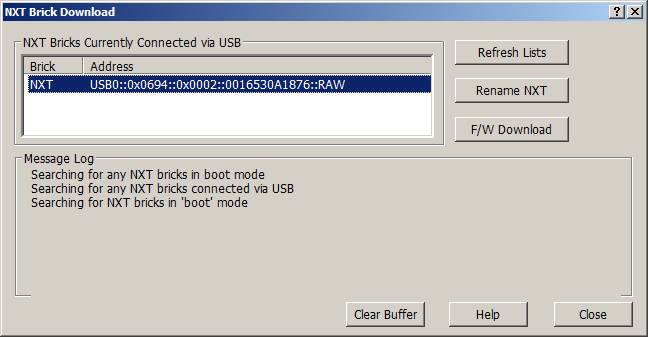 NXT Brick Download
NXT Bricks Currently Connected via USB
Brick Address
NXT USB0::0x0694::0x0002::0016530A1876::RAW
Refresh Lists
Rename NXT
F/W Download
Message Log
Searching for any NXT bricks in boot mode
Searching for any NXT bricks connected via USB
Searching for NXT bricks in 'boot' mode
Clear Buffer
Help
Close